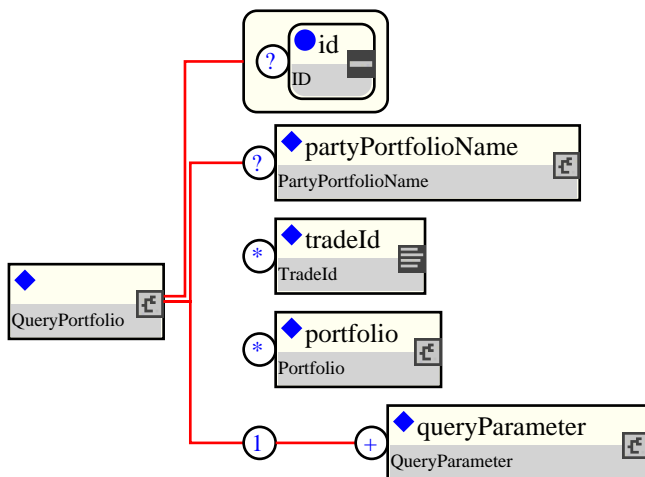 ? id
ID
? partyPortfolioName
PartyPortfolioName
* tradeId
TradeId
QueryPortfolio
* portfolio
Portfolio
1 + queryParameter
QueryParameter